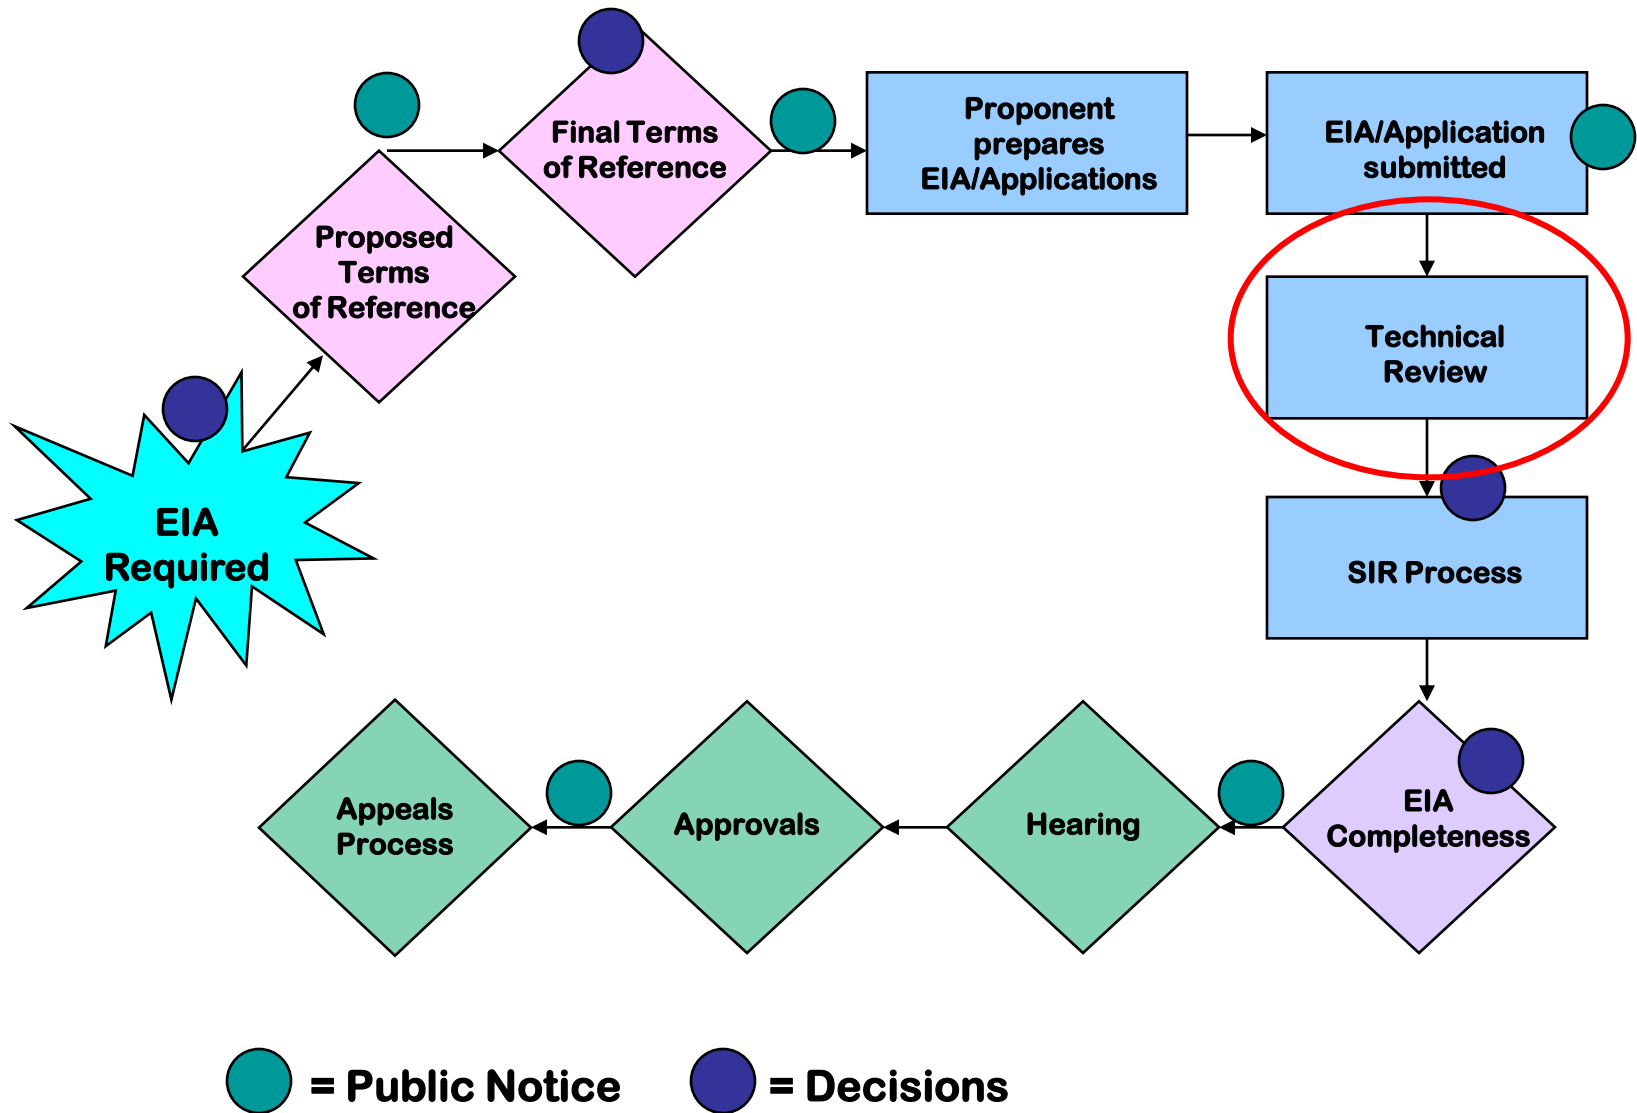 EIA
Required
Proposed
Terms
of Reference
Final Terms
of Reference
Proponent
prepares
EIA/Applications
EIA/Application
submitted
Technical
Review
SIR Process
EIA
Completeness
Hearing
Approvals
Appeals
Process
= Public Notice
= Decisions